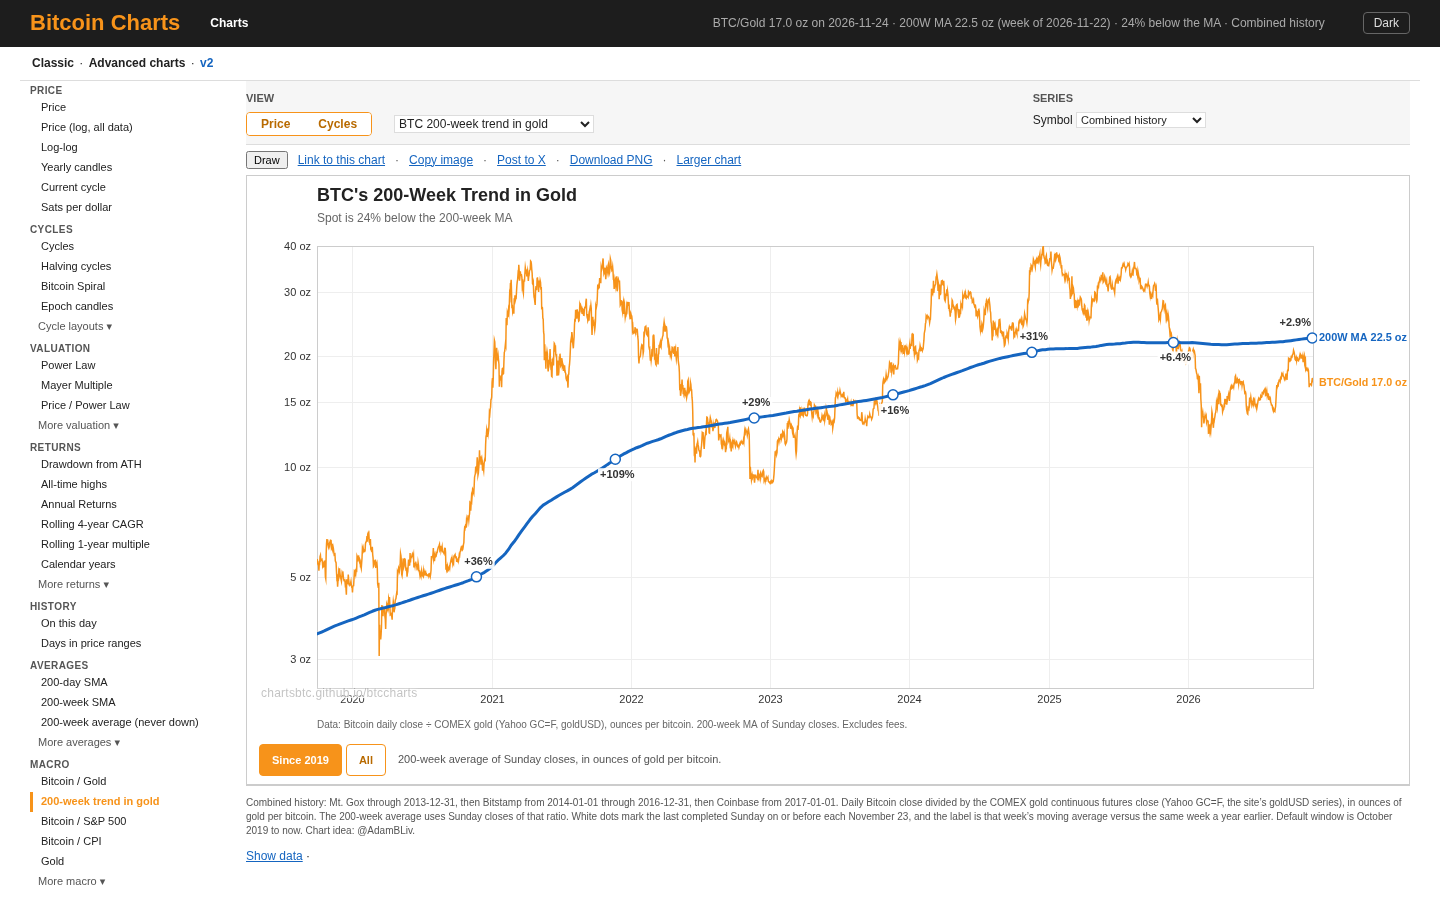 Bitcoin Charts
Charts
BTC/Gold 17.0 oz on 2026-11-24 · 200W MA 22.5 oz (week of 2026-11-22) · 24% below the MA · Combined history
Dark
Classic · Advanced charts · v2
PRICE
Price
Price (log, all data)
Log-log
Yearly candles
Current cycle
Sats per dollar
CYCLES
Cycles
Halving cycles
Bitcoin Spiral
Epoch candles
Cycle layouts ▾
VALUATION
Power Law
Mayer Multiple
Price / Power Law
More valuation ▾
RETURNS
Drawdown from ATH
All-time highs
Annual Returns
Rolling 4-year CAGR
Rolling 1-year multiple
Calendar years
More returns ▾
HISTORY
On this day
Days in price ranges
AVERAGES
200-day SMA
200-week SMA
200-week average (never down)
More averages ▾
MACRO
Bitcoin / Gold
200-week trend in gold
Bitcoin / S&P 500
Bitcoin / CPI
Gold
More macro ▾
VIEW
Price Cycles
BTC 200-week trend in gold
SERIES
Symbol Combined history
Draw Link to this chart · Copy image · Post to X · Download PNG · Larger chart
BTC's 200-Week Trend in Gold
Spot is 24% below the 200-week MA
40 oz
30 oz
20 oz
15 oz
10 oz
5 oz
3 oz
+36%
+109%
+29%
+16%
+31%
+6.4%
+2.9%
200W MA 22.5 oz
BTC/Gold 17.0 oz
chartsbtc.github.io/btccharts
2020 2021 2022 2023 2024 2025 2026
Data: Bitcoin daily close ÷ COMEX gold (Yahoo GC=F, goldUSD), ounces per bitcoin. 200-week MA of Sunday closes. Excludes fees.
Since 2019 All 200-week average of Sunday closes, in ounces of gold per bitcoin.
Combined history: Mt. Gox through 2013-12-31, then Bitstamp from 2014-01-01 through 2016-12-31, then Coinbase from 2017-01-01. Daily Bitcoin close divided by the COMEX gold continuous futures close (Yahoo GC=F, the site's goldUSD series), in ounces of
gold per bitcoin. The 200-week average uses Sunday closes of that ratio. White dots mark the last completed Sunday on or before each November 23, and the label is that week's moving average versus the same week a year earlier. Default window is October
2019 to now. Chart idea: @AdamBLiv.
Show data ·